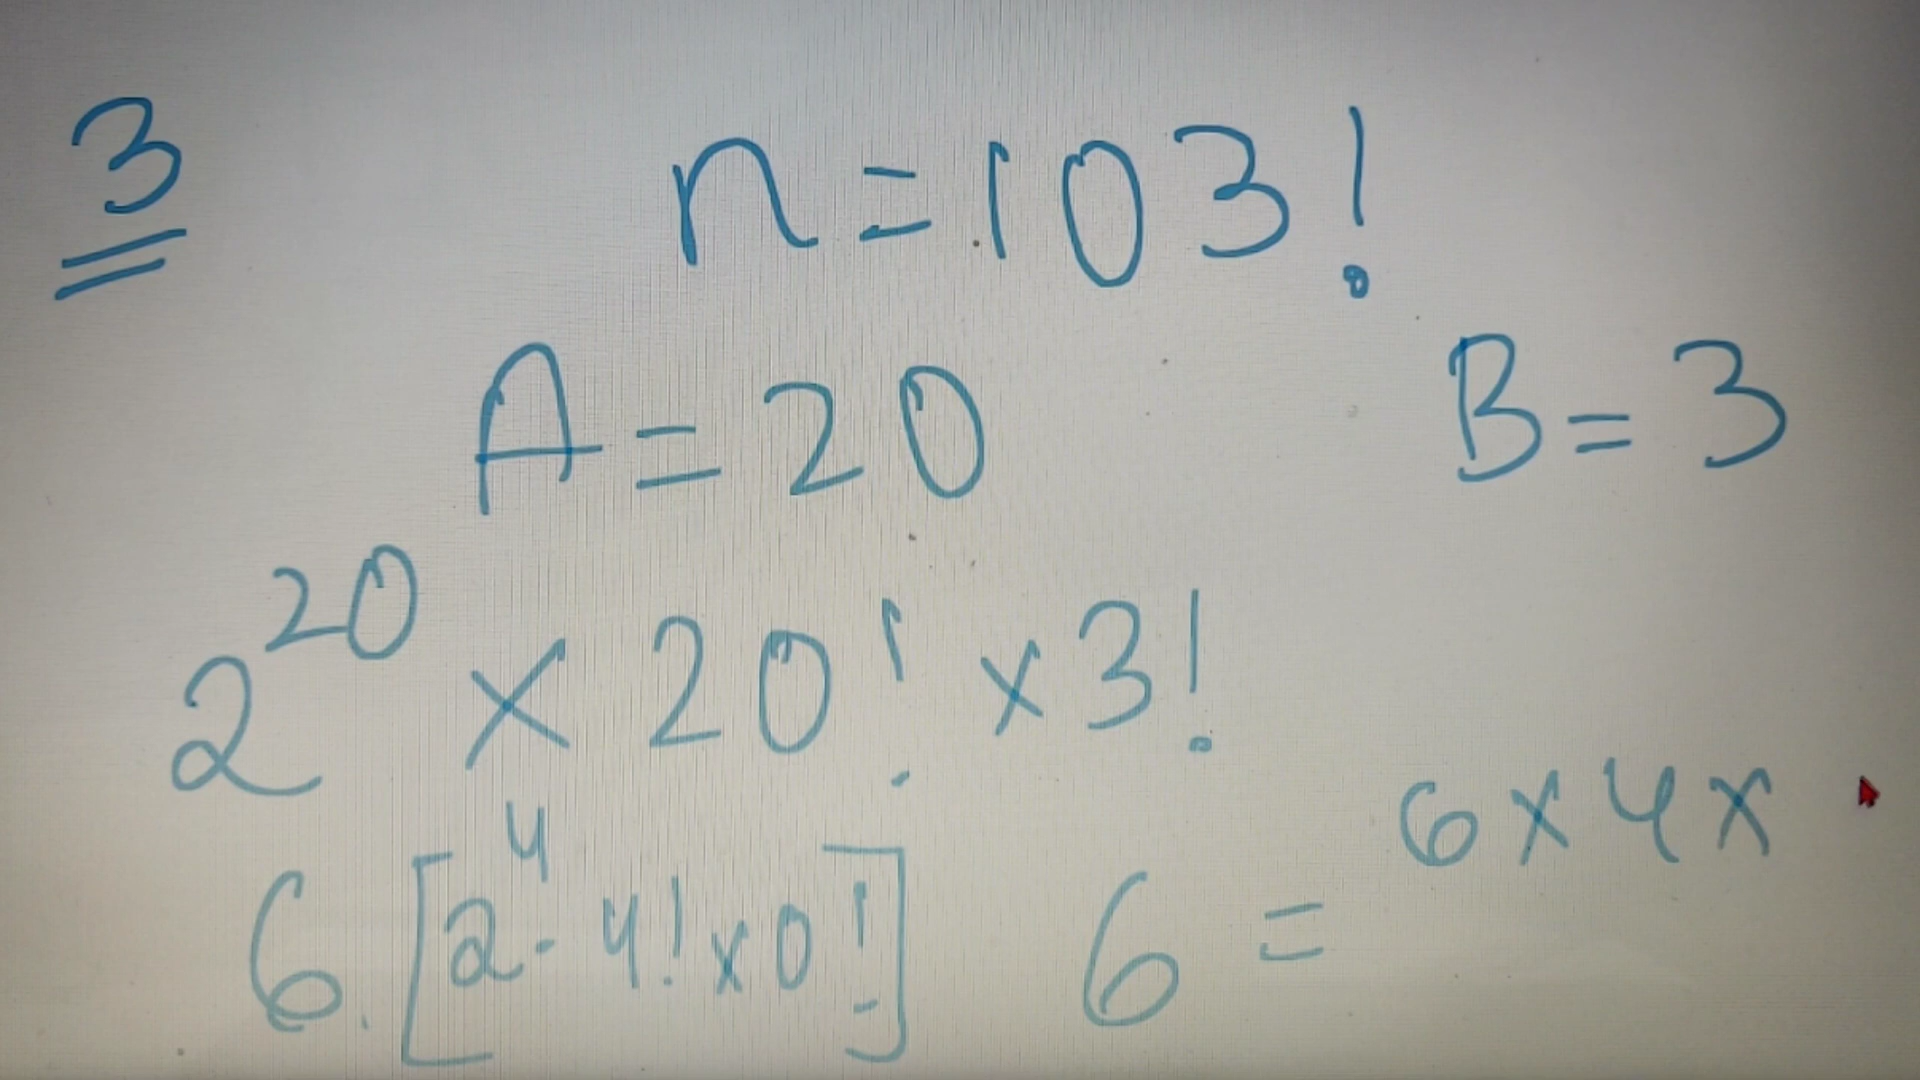 3 n=103!
A=20 B=3
2^20 × 20! × 3!
6.[2^4 · 4! × 0!] 6 = 6×4×